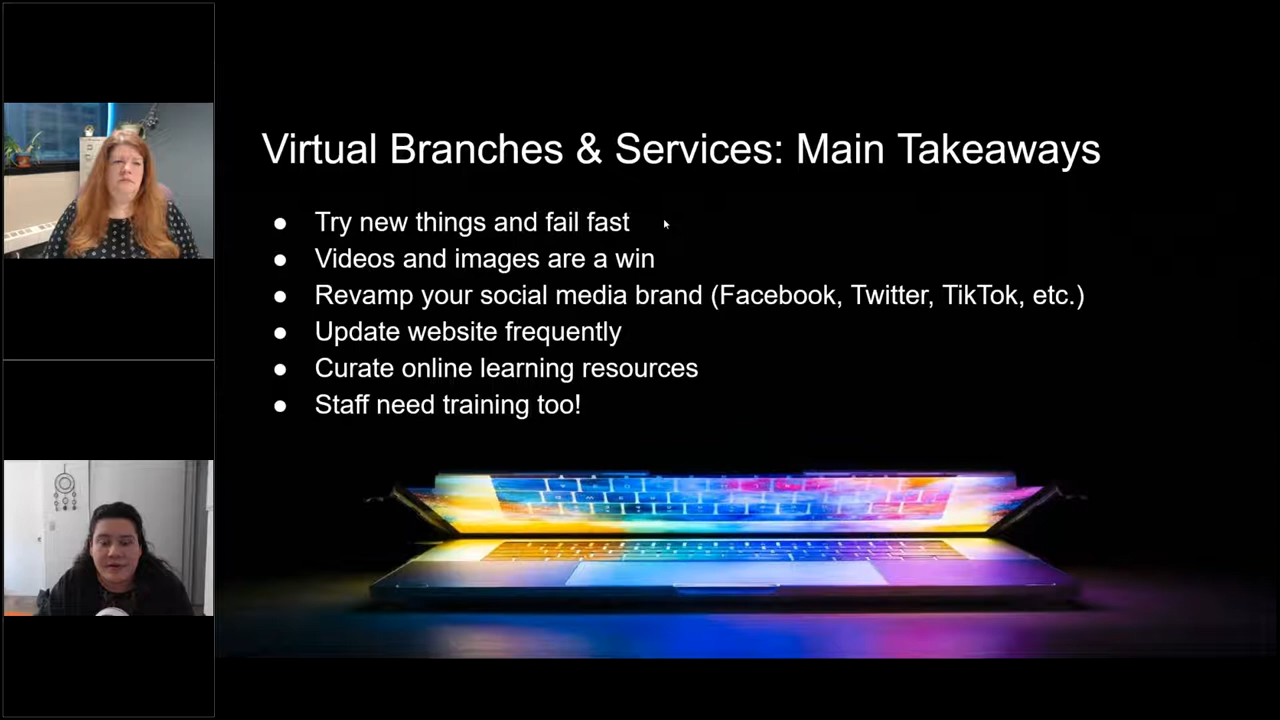 Virtual Branches & Services: Main Takeaways
● Try new things and fail fast
● Videos and images are a win
● Revamp your social media brand (Facebook, Twitter, TikTok, etc.)
● Update website frequently
● Curate online learning resources
● Staff need training too!